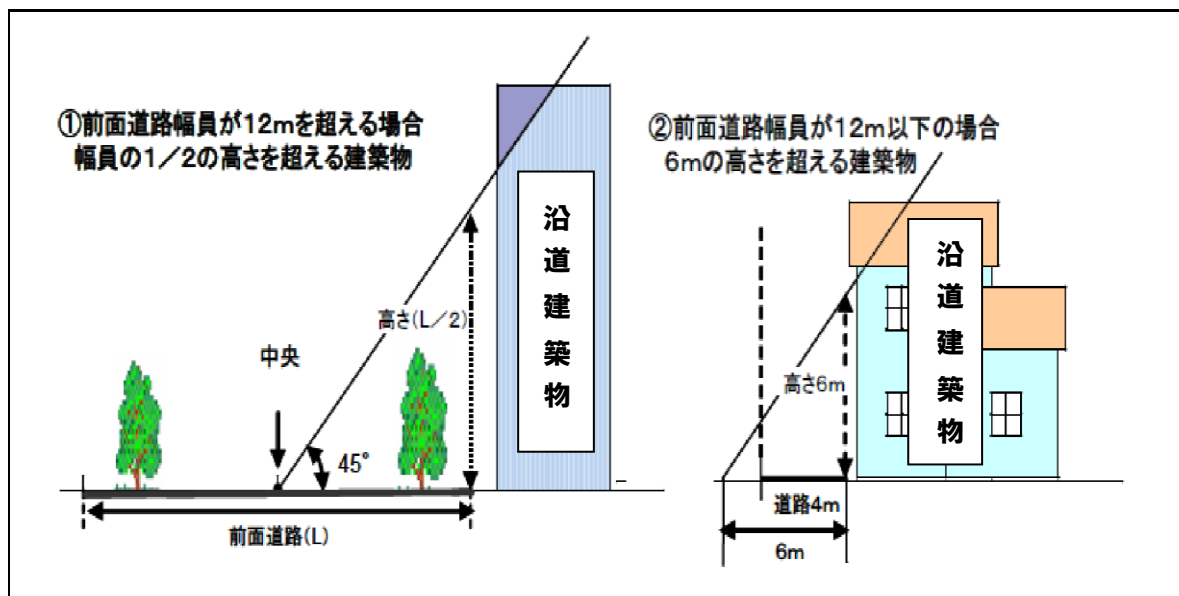 ①前面道路幅員が12mを超える場合
幅員の1／2の高さを超える建築物
沿道建築物
高さ(L／2)
中央
45°
前面道路(L)
②前面道路幅員が12m以下の場合
6mの高さを超える建築物
沿道建築物
高さ6m
道路4m
6m